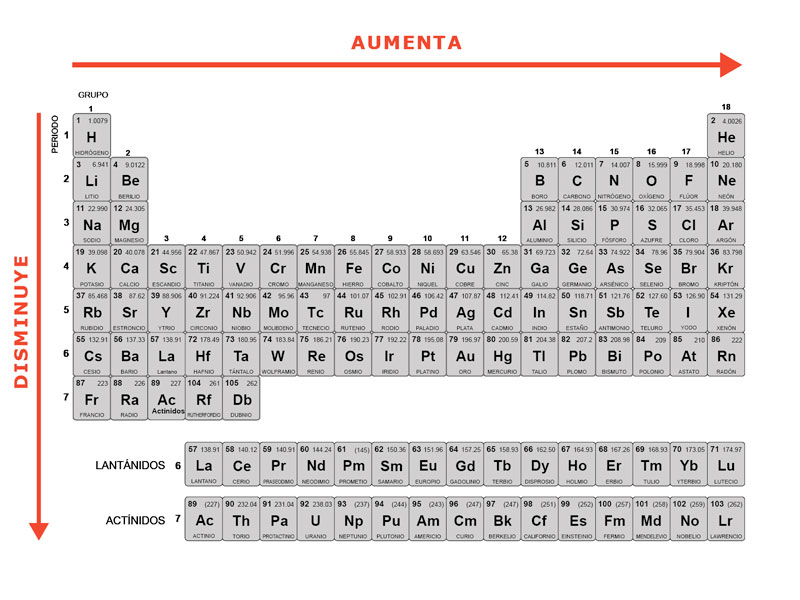 AUMENTA
DISMINUYE
GRUPO
PERIODO
1 18
1 1.0079 2 4.0026
1 H He
HIDRÓGENO HELIO
2 13 14 15 16 17
3 6.941 4 9.0122 5 10.811 6 12.011 7 14.007 8 15.999 9 18.998 10 20.180
2 Li Be B C N O F Ne
LITIO BERILIO BORO CARBONO NITRÓGENO OXÍGENO FLÚOR NEÓN
11 22.990 12 24.305 13 26.982 14 28.086 15 30.974 16 32.065 17 35.453 18 39.948
3 Na Mg Al Si P S Cl Ar
SODIO MAGNESIO ALUMINIO SILICIO FÓSFORO AZUFRE CLORO ARGÓN
3 4 5 6 7 8 9 10 11 12
19 39.098 20 40.078 21 44.956 22 47.867 23 50.942 24 51.996 25 54.938 26 55.845 27 58.933 28 58.693 29 63.546 30 65.38 31 69.723 32 72.64 33 74.922 34 78.96 35 79.904 36 83.798
4 K Ca Sc Ti V Cr Mn Fe Co Ni Cu Zn Ga Ge As Se Br Kr
POTASIO CALCIO ESCANDIO TITANIO VANADIO CROMO MANGANESO HIERRO COBALTO NIQUEL COBRE CINC GALIO GERMANIO ARSÉNICO SELENIO BROMO KRIPTÓN
37 85.468 38 87.62 39 88.906 40 91.224 41 92.906 42 95.96 43 97 44 101.07 45 102.91 46 106.42 47 107.87 48 112.41 49 114.82 50 118.71 51 121.76 52 127.60 53 126.90 54 131.29
5 Rb Sr Y Zr Nb Mo Tc Ru Rh Pd Ag Cd In Sn Sb Te I Xe
RUBIDIO ESTRONCIO YTRIO ZIRCONIO NIOBIO MOLIBDENO TECNECIO RUTENIO RODIO PALADIO PLATA CADMIO INDIO ESTAÑO ANTIMONIO TELURO YODO XENÓN
55 132.91 56 137.33 57 138.91 72 178.49 73 180.95 74 183.84 75 186.21 76 190.23 77 192.22 78 195.08 79 196.97 80 200.59 81 204.38 82 207.2 83 208.98 84 209 85 210 86 222
6 Cs Ba La Hf Ta W Re Os Ir Pt Au Hg Tl Pb Bi Po At Rn
CESIO BARIO Lantano HAFNIO TÁNTALO WOLFRAMIO RENIO OSMIO IRIDIO PLATINO ORO MERCURIO TALIO PLOMO BISMUTO POLONIO ASTATO RADÓN
87 223 88 226 89 227 104 261 105 262
7 Fr Ra Ac Rf Db
FRANCIO RADIO Actinidos RUTHERFORDIO DUBNIO
57 138.91 58 140.12 59 140.91 60 144.24 61 (145) 62 150.36 63 151.96 64 157.25 65 158.93 66 162.50 67 164.93 68 167.26 69 168.93 70 173.05 71 174.97
LANTÁNIDOS 6 La Ce Pr Nd Pm Sm Eu Gd Tb Dy Ho Er Tm Yb Lu
LANTANO CERIO PRASEODIMIO NEODIMIO PROMETIO SAMARIO EUROPIO GADOLINIO TERBIO DISPROSIO HOLMIO ERBIO TULIO YTERBIO LUTECIO
89 (227) 90 232.04 91 231.04 92 238.03 93 (237) 94 (244) 95 (243) 96 (247) 97 (247) 98 (251) 99 (252) 100 (257) 101 (258) 102 (259) 103 (262)
ACTÍNIDOS 7 Ac Th Pa U Np Pu Am Cm Bk Cf Es Fm Md No Lr
ACTINIO TORIO PROTACTINIO URANIO NEPTUNIO PLUTONIO AMERICIO CURIO BERKELIO CALIFORNIO EINSTEINIO FERMIO MENDELEVIO NOBELIO LAWRENCIO